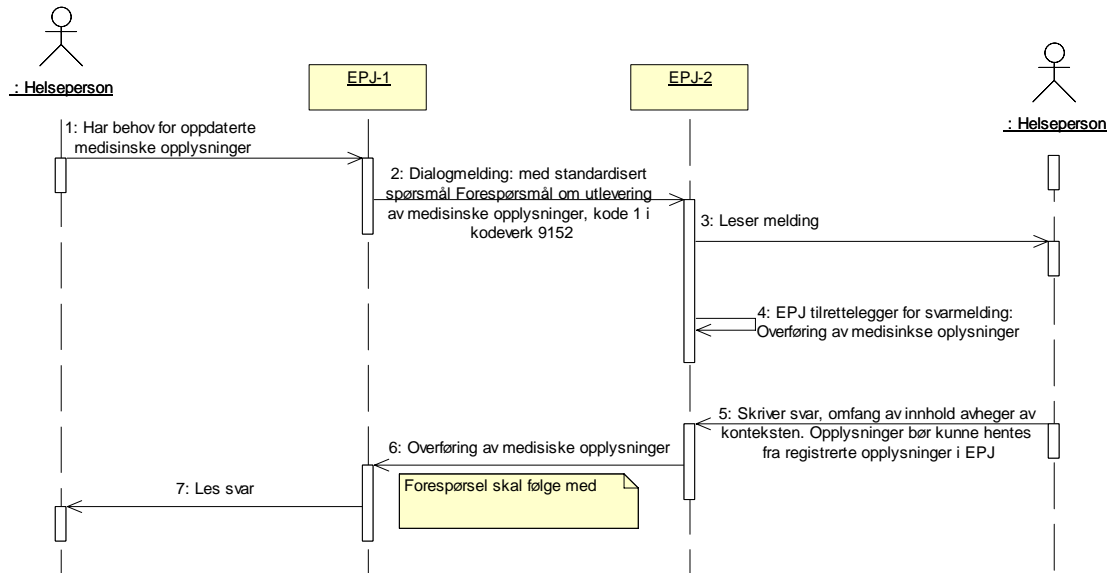 : Helseperson
EPJ-1
EPJ-2
: Helseperson
1: Har behov for oppdaterte
medisinske opplysninger
2: Dialogmelding: med standardisert
spørsmål Forespørsmål om utlevering
av medisinske opplysninger, kode 1 i
kodeverk 9152
3: Leser melding
4: EPJ tilrettelegger for svarmelding:
Overføring av medisinkse oplysninger
5: Skriver svar, omfang av innhold avheger av
konteksten. Opplysninger bør kunne hentes
fra registrerte opplysninger i EPJ
6: Overføring av medisiske opplysninger
Forespørsel skal følge med
7: Les svar